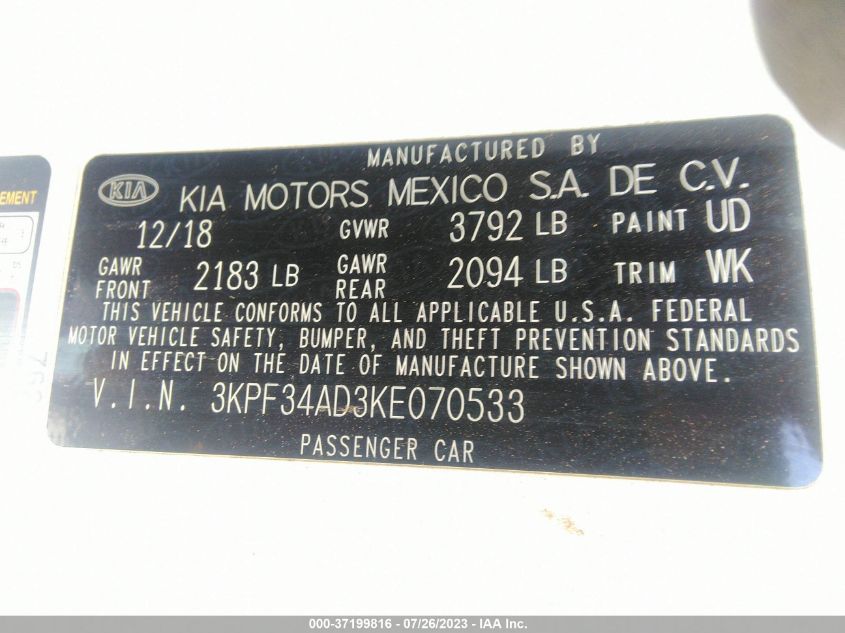 MANUFACTURED BY
KIA KIA MOTORS MEXICO S.A. DE C.V.
12/18 GVWR 3792 LB PAINT UD
GAWR FRONT 2183 LB GAWR REAR 2094 LB TRIM WK
THIS VEHICLE CONFORMS TO ALL APPLICABLE U.S.A. FEDERAL
MOTOR VEHICLE SAFETY, BUMPER, AND THEFT PREVENTION STANDARDS
IN EFFECT ON THE DATE OF MANUFACTURE SHOWN ABOVE.
V.I.N. 3KPF34AD3KE070533
PASSENGER CAR
000-37199816 - 07/26/2023 - IAA Inc.